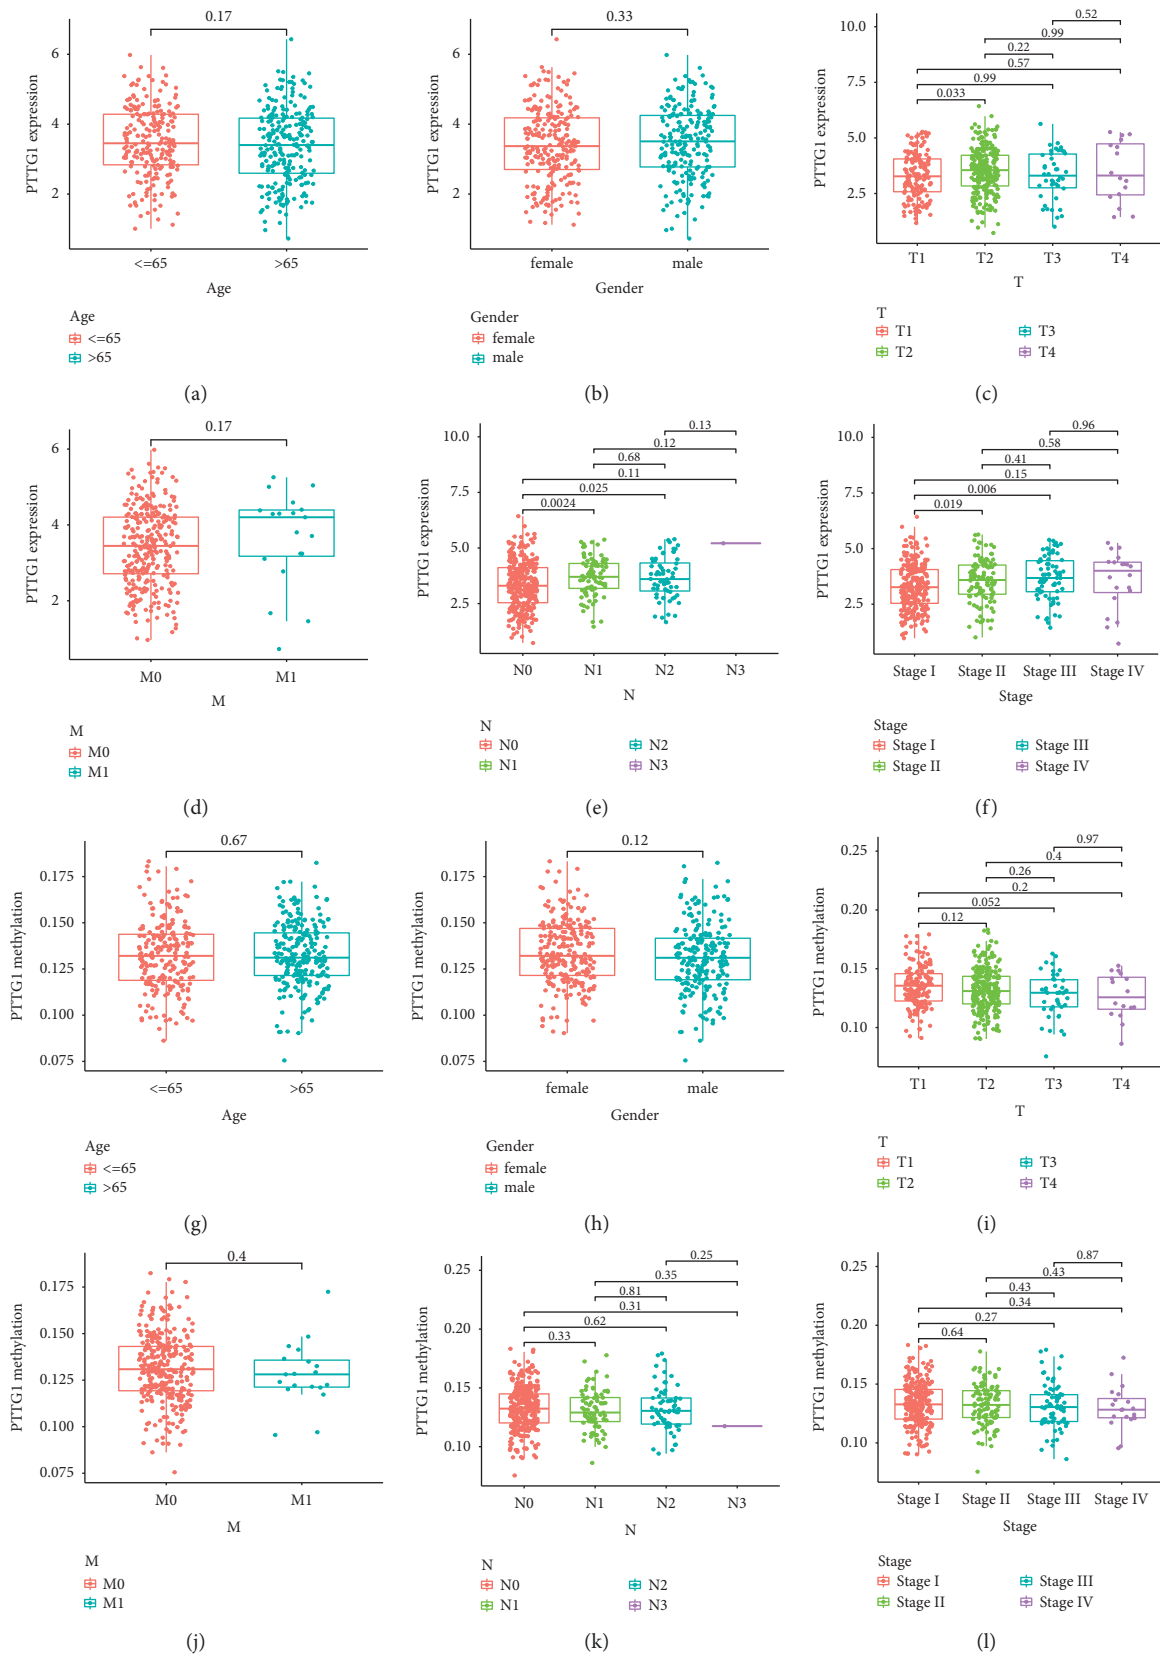 0.17
6
4
2
PTTG1 expression
<=65
>65
Age
Age
<=65
>65
(a)
0.33
6
4
2
PTTG1 expression
female
male
Gender
Gender
female
male
(b)
10.0
7.5
5.0
2.5
PTTG1 expression
0.52
0.99
0.22
0.57
0.99
0.033
T1
T2
T3
T4
T
T
T1
T3
T2
T4
(c)
0.17
6
4
2
PTTG1 expression
M0
M1
M
M
M0
M1
(d)
10.0
7.5
5.0
2.5
PTTG1 expression
0.13
0.12
0.68
0.11
0.025
0.0024
N0
N1
N2
N3
N
N
N0
N2
N1
N3
(e)
10.0
7.5
5.0
2.5
PTTG1 expression
0.96
0.58
0.41
0.15
0.006
0.019
Stage I
Stage II
Stage III
Stage IV
Stage
Stage
Stage I
Stage III
Stage II
Stage IV
(f)
0.67
0.175
0.150
0.125
0.100
0.075
PTTG1 methylation
<=65
>65
Age
Age
<=65
>65
(g)
0.12
0.175
0.150
0.125
0.100
0.075
PTTG1 methylation
female
male
Gender
Gender
female
male
(h)
0.25
0.20
0.15
0.10
PTTG1 methylation
0.97
0.4
0.26
0.2
0.052
0.12
T1
T2
T3
T4
T
T
T1
T3
T2
T4
(i)
0.4
0.175
0.150
0.125
0.100
0.075
PTTG1 methylation
M0
M1
M
M
M0
M1
(j)
0.25
0.20
0.15
0.10
PTTG1 methylation
0.25
0.35
0.81
0.31
0.62
0.33
N0
N1
N2
N3
N
N
N0
N2
N1
N3
(k)
0.25
0.20
0.15
0.10
PTTG1 methylation
0.87
0.43
0.43
0.34
0.27
0.64
Stage I
Stage II
Stage III
Stage IV
Stage
Stage
Stage I
Stage III
Stage II
Stage IV
(l)